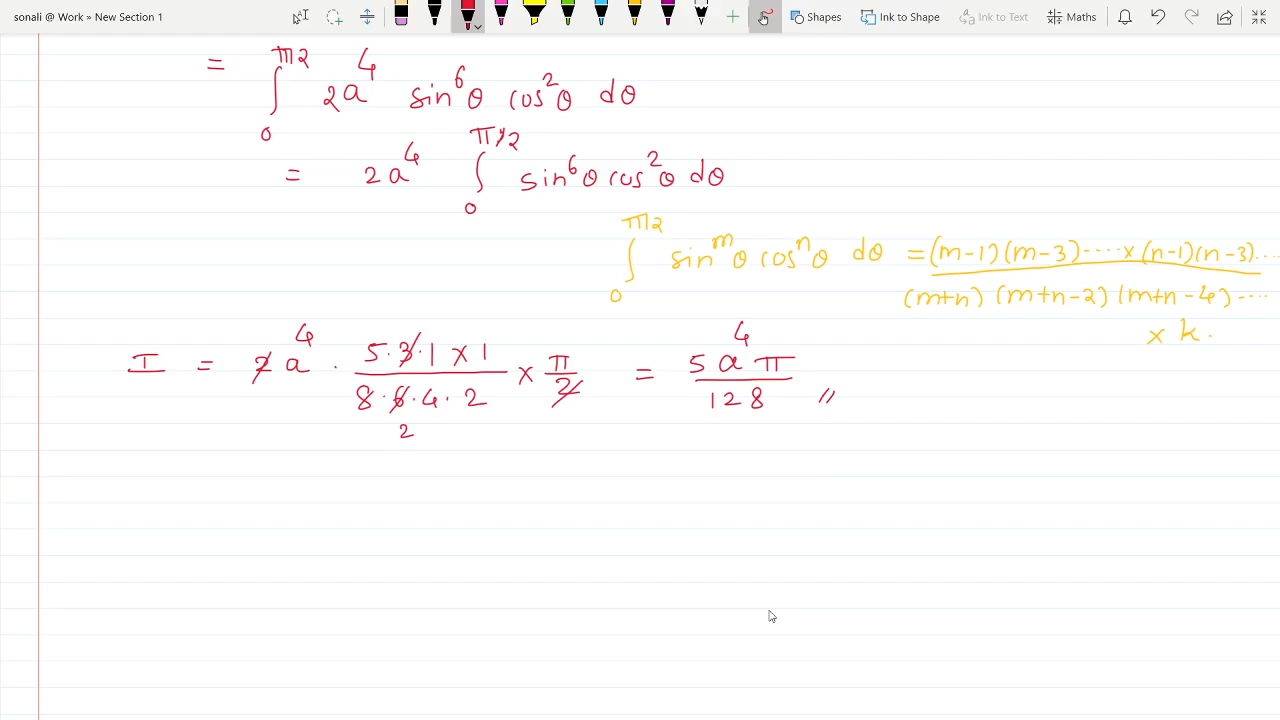 sonali @ Work » New Section 1
Shapes Ink to Shape Ink to Text Maths
= ∫₀^(π/2) 2a⁴ sin⁶θ cos²θ dθ
= 2a⁴ ∫₀^(π/2) sin⁶θ cos²θ dθ
∫₀^(π/2) sin^m θ cos^n θ dθ = (m-1)(m-3)....x(n-1)(n-3)....
(m+n) (m+n-2) (m+n-4)....
x k.
I = 2a⁴ . 5.3.1 x 1 / 8.6.4.2 x π/2 = 5a⁴π / 128 //
2